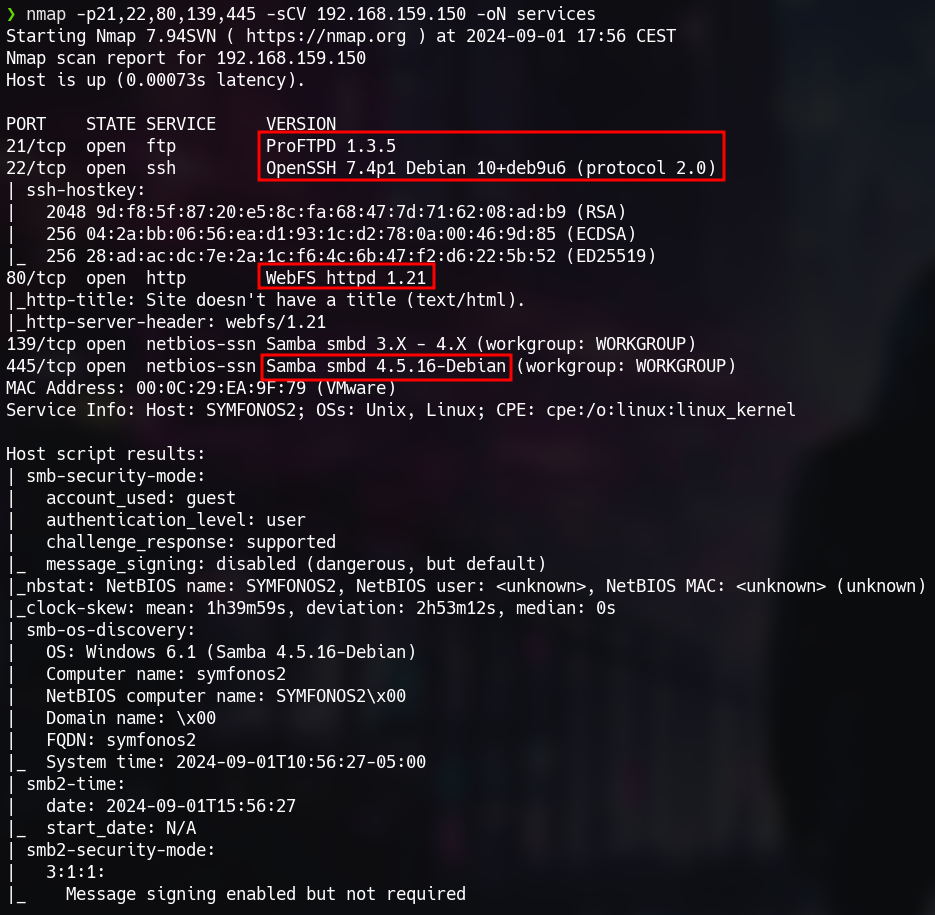 ❯ nmap -p21,22,80,139,445 -sCV 192.168.159.150 -oN services
Starting Nmap 7.94SVN ( https://nmap.org ) at 2024-09-01 17:56 CEST
Nmap scan report for 192.168.159.150
Host is up (0.00073s latency).

PORT    STATE SERVICE     VERSION
21/tcp  open  ftp         ProFTPD 1.3.5
22/tcp  open  ssh         OpenSSH 7.4p1 Debian 10+deb9u6 (protocol 2.0)
| ssh-hostkey:
|   2048 9d:f8:5f:87:20:e5:8c:fa:68:47:7d:71:62:08:ad:b9 (RSA)
|   256 04:2a:bb:06:56:ea:d1:93:1c:d2:78:0a:00:46:9d:85 (ECDSA)
|_  256 28:ad:ac:dc:7e:2a:1c:f6:4c:6b:47:f2:d6:22:5b:52 (ED25519)
80/tcp  open  http        WebFS httpd 1.21
|_http-title: Site doesn't have a title (text/html).
|_http-server-header: webfs/1.21
139/tcp open  netbios-ssn Samba smbd 3.X - 4.X (workgroup: WORKGROUP)
445/tcp open  netbios-ssn Samba smbd 4.5.16-Debian (workgroup: WORKGROUP)
MAC Address: 00:0C:29:EA:9F:79 (VMware)
Service Info: Host: SYMFONOS2; OSs: Unix, Linux; CPE: cpe:/o:linux:linux_kernel

Host script results:
| smb-security-mode:
|   account_used: guest
|   authentication_level: user
|   challenge_response: supported
|_  message_signing: disabled (dangerous, but default)
|_nbstat: NetBIOS name: SYMFONOS2, NetBIOS user: <unknown>, NetBIOS MAC: <unknown> (unknown)
|_clock-skew: mean: 1h39m59s, deviation: 2h53m12s, median: 0s
| smb-os-discovery:
|   OS: Windows 6.1 (Samba 4.5.16-Debian)
|   Computer name: symfonos2
|   NetBIOS computer name: SYMFONOS2\x00
|   Domain name: \x00
|   FQDN: symfonos2
|_  System time: 2024-09-01T10:56:27-05:00
| smb2-time:
|   date: 2024-09-01T15:56:27
|_  start_date: N/A
| smb2-security-mode:
|   3:1:1:
|_    Message signing enabled but not required